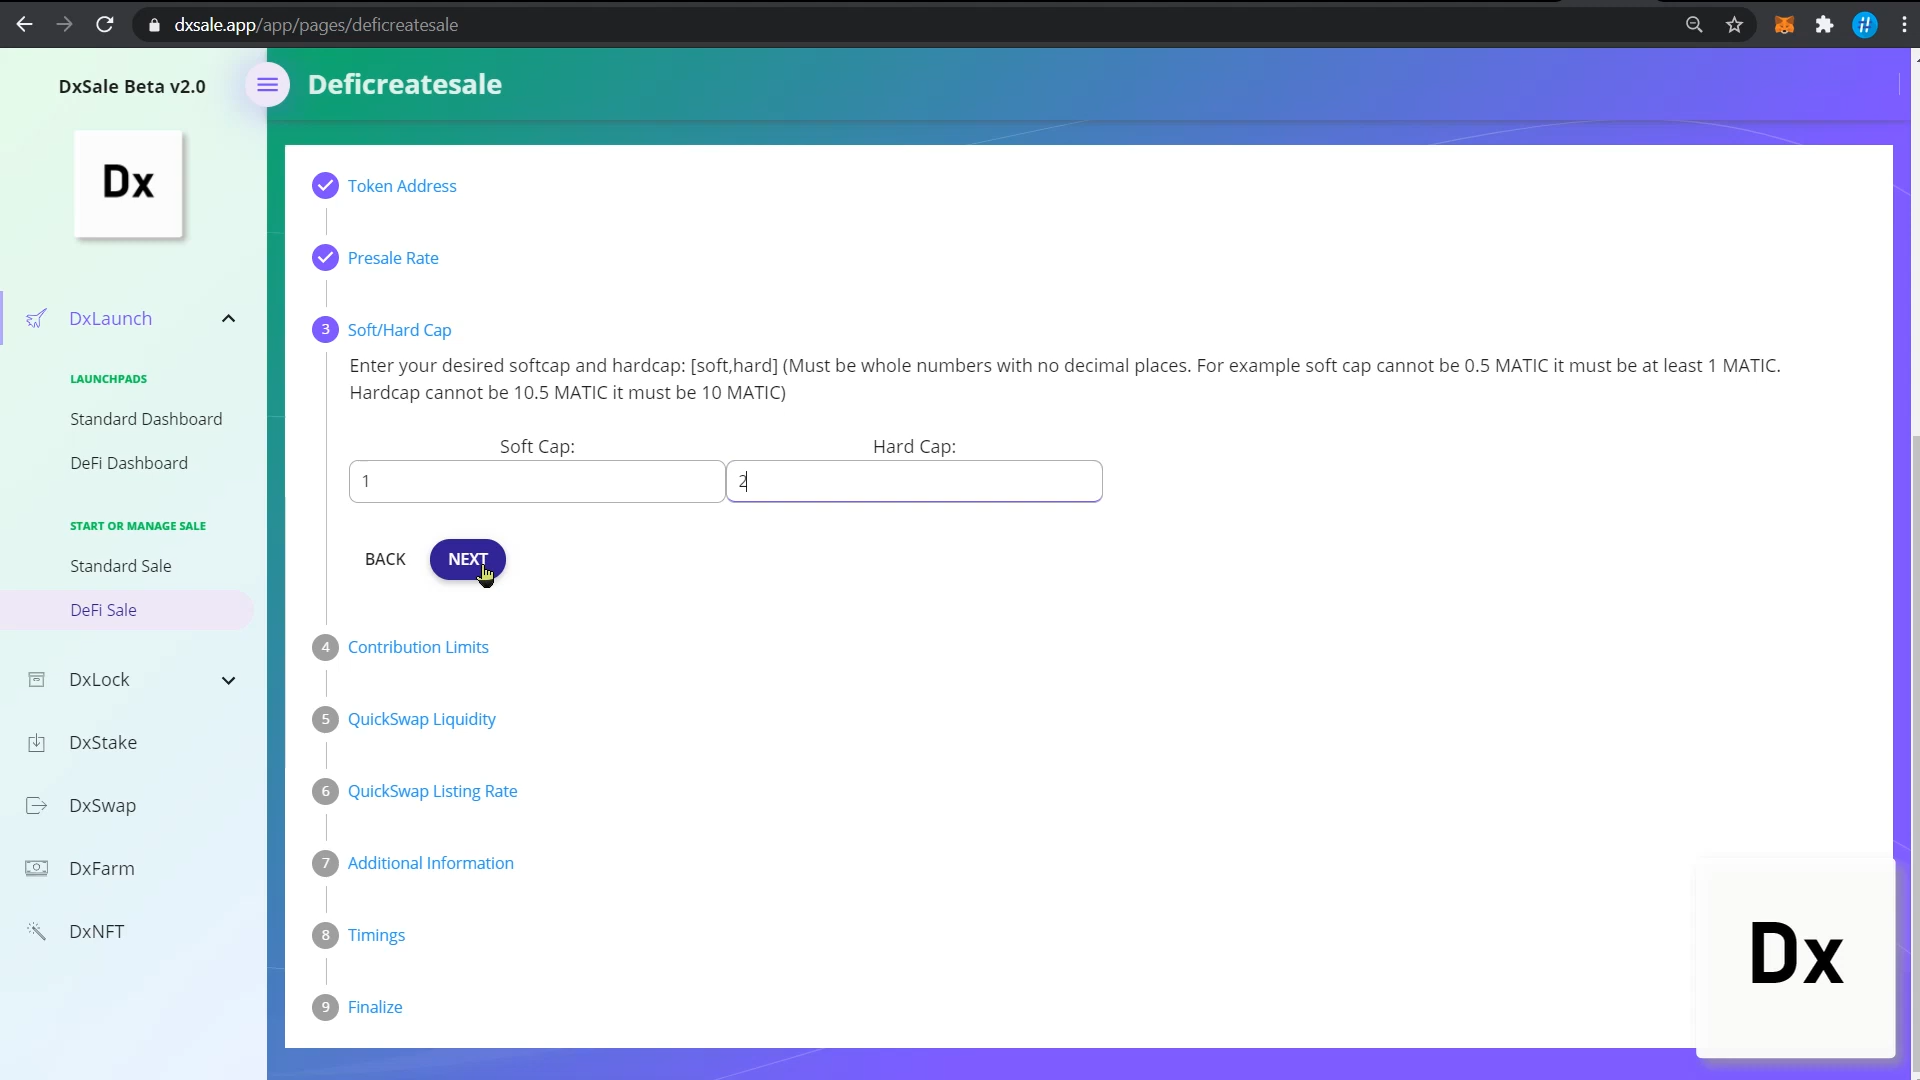 dxsale.app/app/pages/deficreatesale
DxSale Beta v2.0
Deficreatesale
Dx
DxLaunch
LAUNCHPADS
Standard Dashboard
DeFi Dashboard
START OR MANAGE SALE
Standard Sale
DeFi Sale
DxLock
DxStake
DxSwap
DxFarm
DxNFT
Token Address
Presale Rate
3 Soft/Hard Cap
Enter your desired softcap and hardcap: [soft,hard] (Must be whole numbers with no decimal places. For example soft cap cannot be 0.5 MATIC it must be at least 1 MATIC.
Hardcap cannot be 10.5 MATIC it must be 10 MATIC)
Soft Cap: Hard Cap:
1 2
BACK NEXT
4 Contribution Limits
5 QuickSwap Liquidity
6 QuickSwap Listing Rate
7 Additional Information
8 Timings
9 Finalize
Dx